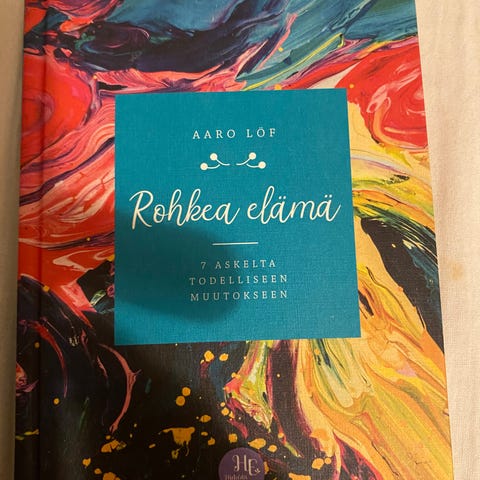 AARO LÖF
Rohkea elämä
7 ASKELTA
TODELLISEEN
MUUTOKSEEN